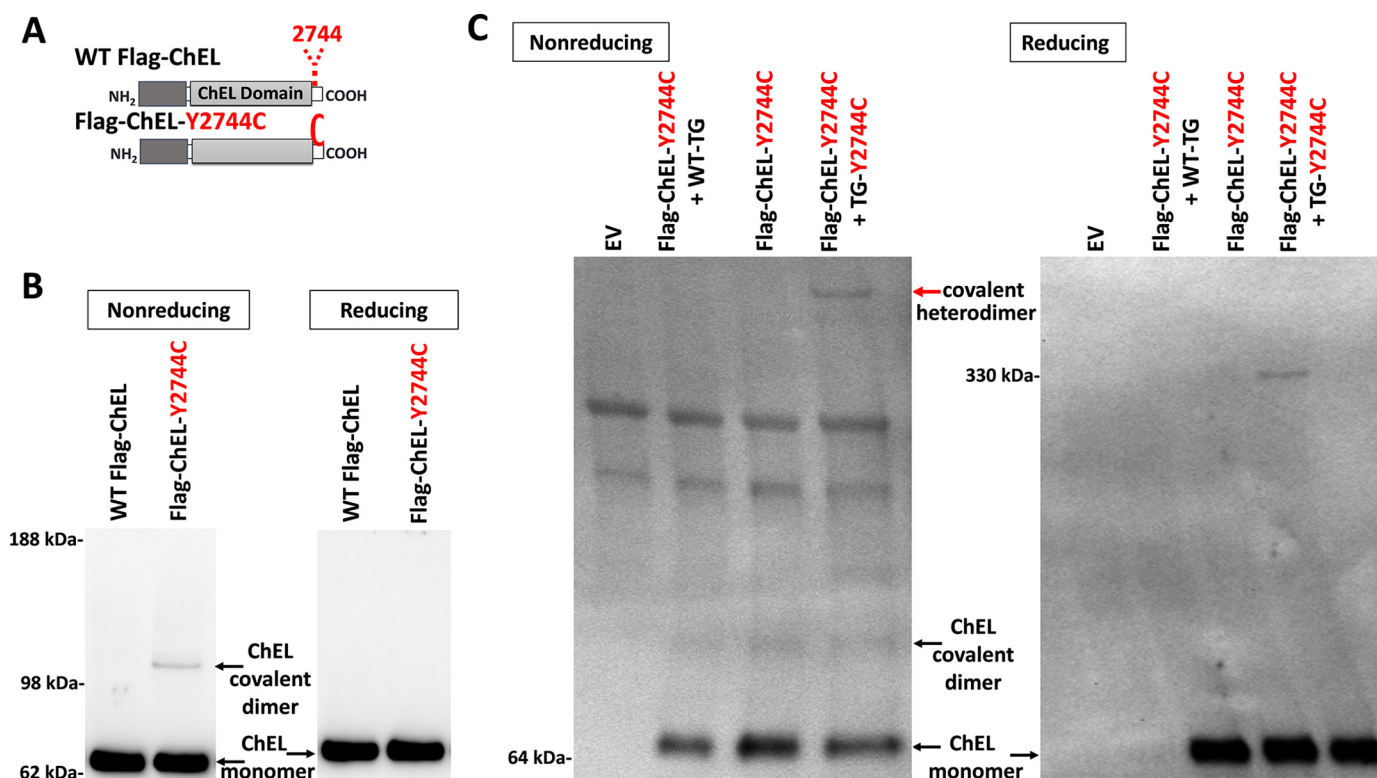 A
WT Flag-ChEL
2744
NH2
ChEL Domain
COOH
Flag-ChEL-Y2744C
C
NH2
COOH
B
Nonreducing
Reducing
WT Flag-ChEL
Flag-ChEL-Y2744C
WT Flag-ChEL
Flag-ChEL-Y2744C
188 kDa-
98 kDa-
62 kDa-
ChEL
covalent
dimer
ChEL
monomer
C
Nonreducing
Reducing
EV
Flag-ChEL-Y2744C
+ WT-TG
Flag-ChEL-Y2744C
Flag-ChEL-Y2744C
+ TG-Y2744C
EV
Flag-ChEL-Y2744C
+ WT-TG
Flag-ChEL-Y2744C
Flag-ChEL-Y2744C
+ TG-Y2744C
covalent
heterodimer
330 kDa-
ChEL
covalent
dimer
64 kDa-
ChEL
monomer